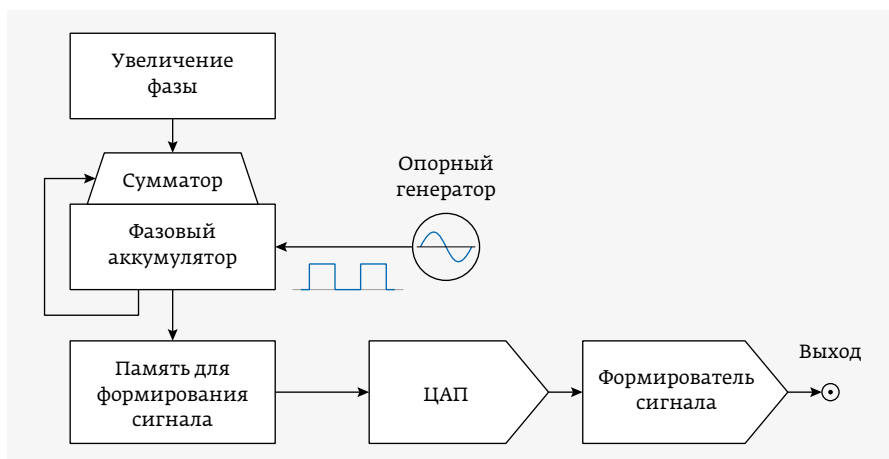 Увеличение
фазы
Сумматор
Опорный
генератор
Фазовый
аккумулятор
Память для
формирования
сигнала
ЦАП
Формирователь
сигнала
Выход